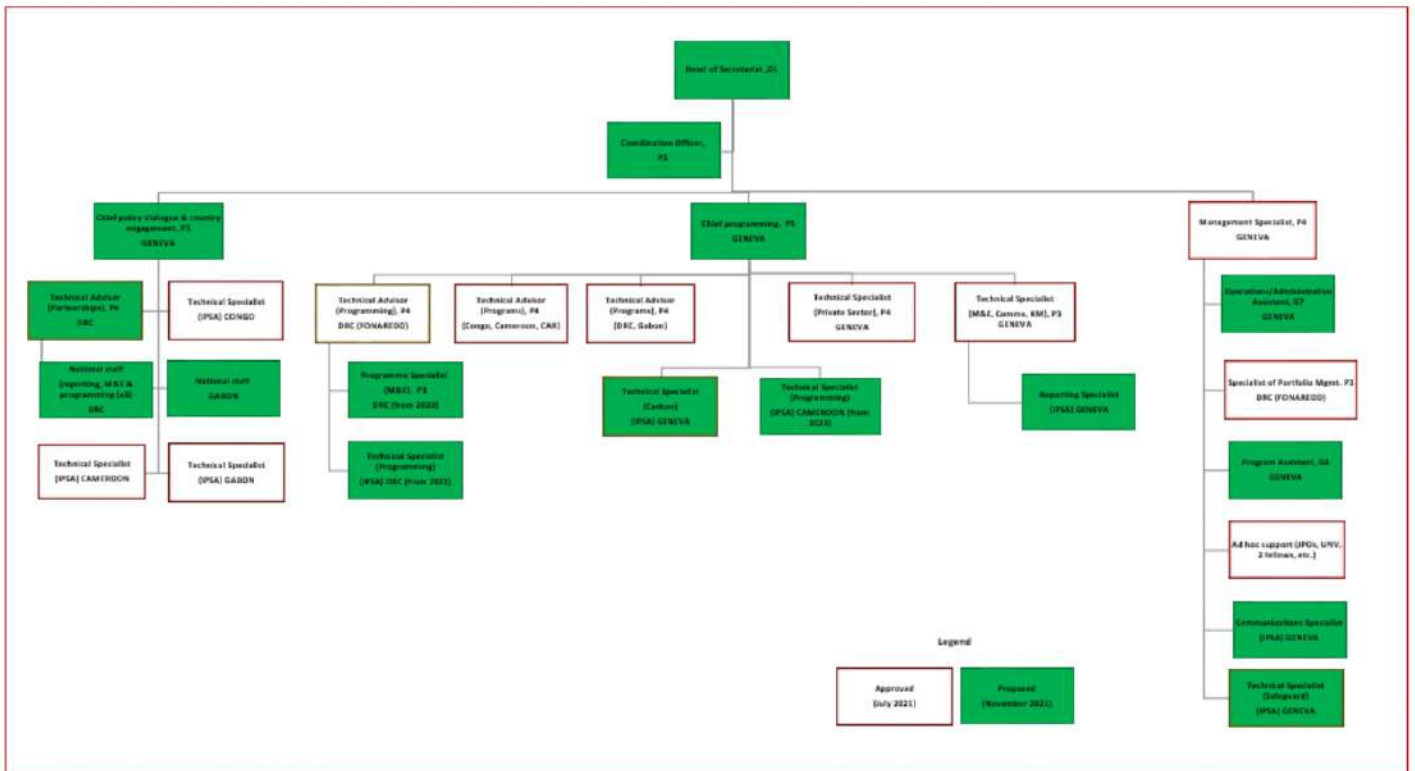 Head of Secretariat, D1
Coordination Officer,
P3
Chief policy dialogue & country
engagement, P5
GENEVA
Chief programming, P5
GENEVA
Management Specialist, P4
GENEVA
Technical Advisor
(Partnerships), P4
DRC
Technical Specialist
(IPSA) CONGO
National staff
(reporting, M&E &
programming (x3)
DRC
National staff
GABON
Technical Specialist
(IPSA) CAMEROON
Technical Specialist
(IPSA) GABON
Technical Advisor
(Programming), P4
DRC (FONAREDD)
Technical Advisor
(Programs), P4
(Congo, Cameroon, CAR)
Technical Advisor
(Programs), P4
(DRC, Gabon)
Technical Specialist
(Private Sector), P4
GENEVA
Technical Specialist
(M&E, Comms, KM), P3
GENEVA
Programme Specialist
(M&E), P3
DRC (from 2023)
Technical Specialist
(Programming)
(IPSA) DRC (from 2023)
Technical Specialist
(Carbon)
(IPSA) GENEVA
Technical Specialist
(Programming)
(IPSA) CAMEROON (from
2023)
Reporting Specialist
(IPSA) GENEVA
Operations/Administration
Assistant, G7
GENEVA
Specialist of Portfolio Mgmt. P3
DRC (FONAREDD)
Program Assistant, G6
GENEVA
Ad hoc support (JPOs, UNV,
2 fellows, etc.)
Communications Specialist
(IPSA) GENEVA
Technical Specialist
(Safeguard)
(IPSA) GENEVA
Legend
Approved
(July 2021)
Proposed
(November 2021)